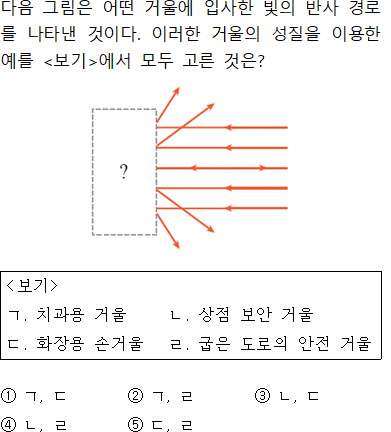 다음 그림은 어떤 거울에 입사한 빛의 반사 경로
를 나타낸 것이다. 이러한 거울의 성질을 이용한
예를 <보기>에서 모두 고른 것은?
?
<보기>
ㄱ. 치과용 거울 ㄴ. 상점 보안 거울
ㄷ. 화장용 손거울 ㄹ. 굽은 도로의 안전 거울
① ㄱ, ㄷ ② ㄱ, ㄹ ③ ㄴ, ㄷ
④ ㄴ, ㄹ ⑤ ㄷ, ㄹ